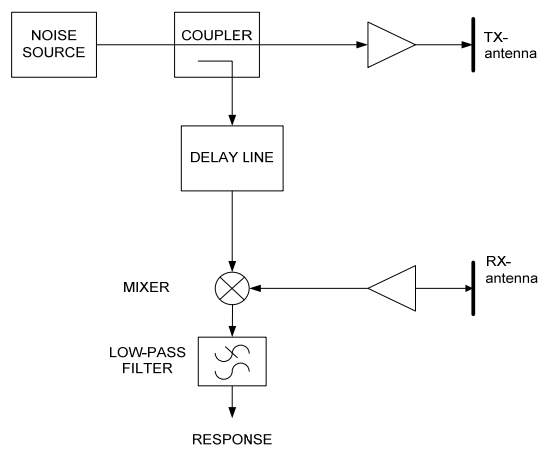 NOISE
SOURCE
COUPLER
TX-
antenna
DELAY LINE
RX-
antenna
MIXER
LOW-PASS
FILTER
RESPONSE